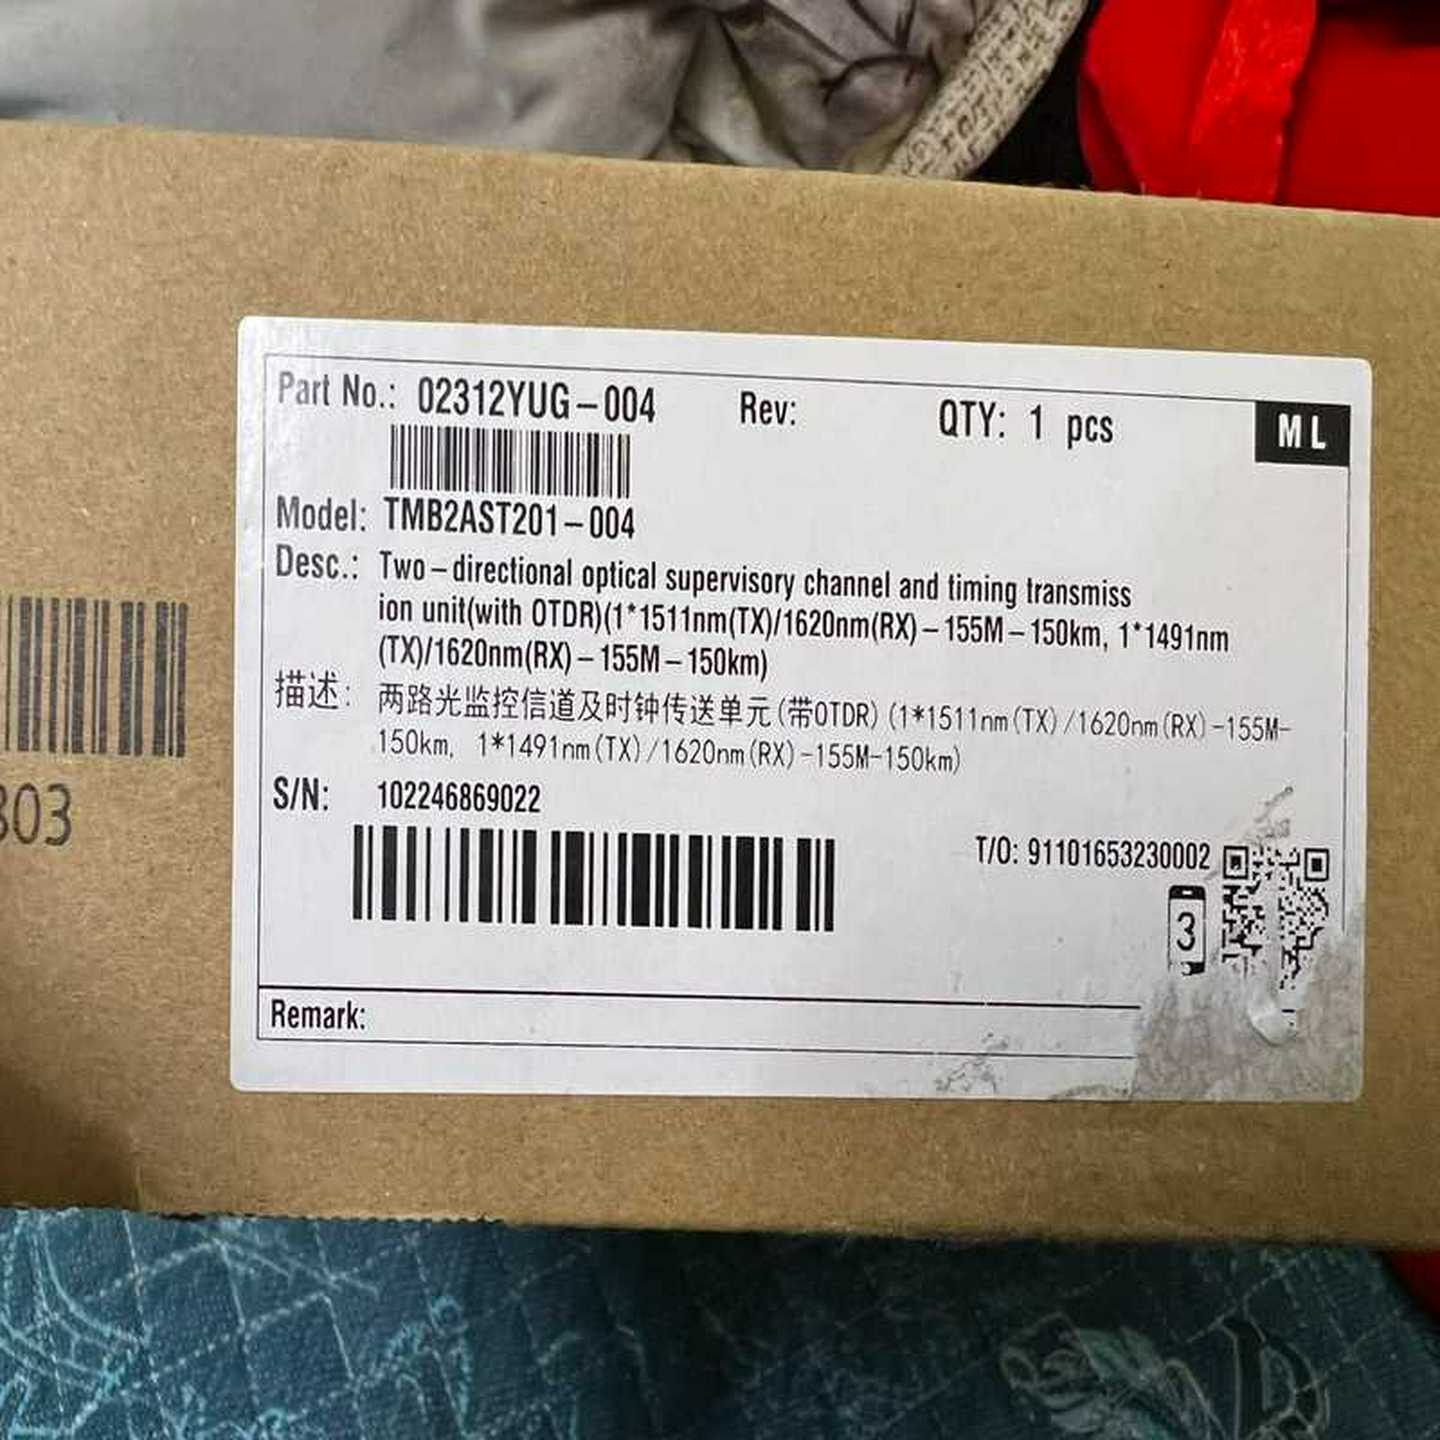 Part No.: 02312YUG-004 Rev: QTY: 1 pcs ML
Model: TMB2AST201-004
Desc.: Two-directional optical supervisory channel and timing transmiss
ion unit(with OTDR)(1*1511nm(TX)/1620nm(RX)-155M-150km, 1*1491nm
(TX)/1620nm(RX)-155M-150km)
描述: 两路光监控信道及时钟传送单元(带OTDR)(1*1511nm(TX)/1620nm(RX)-155M-
150km, 1*1491nm(TX)/1620nm(RX)-155M-150km)
S/N: 102246869022
803
T/O: 91101653230002
3
Remark: